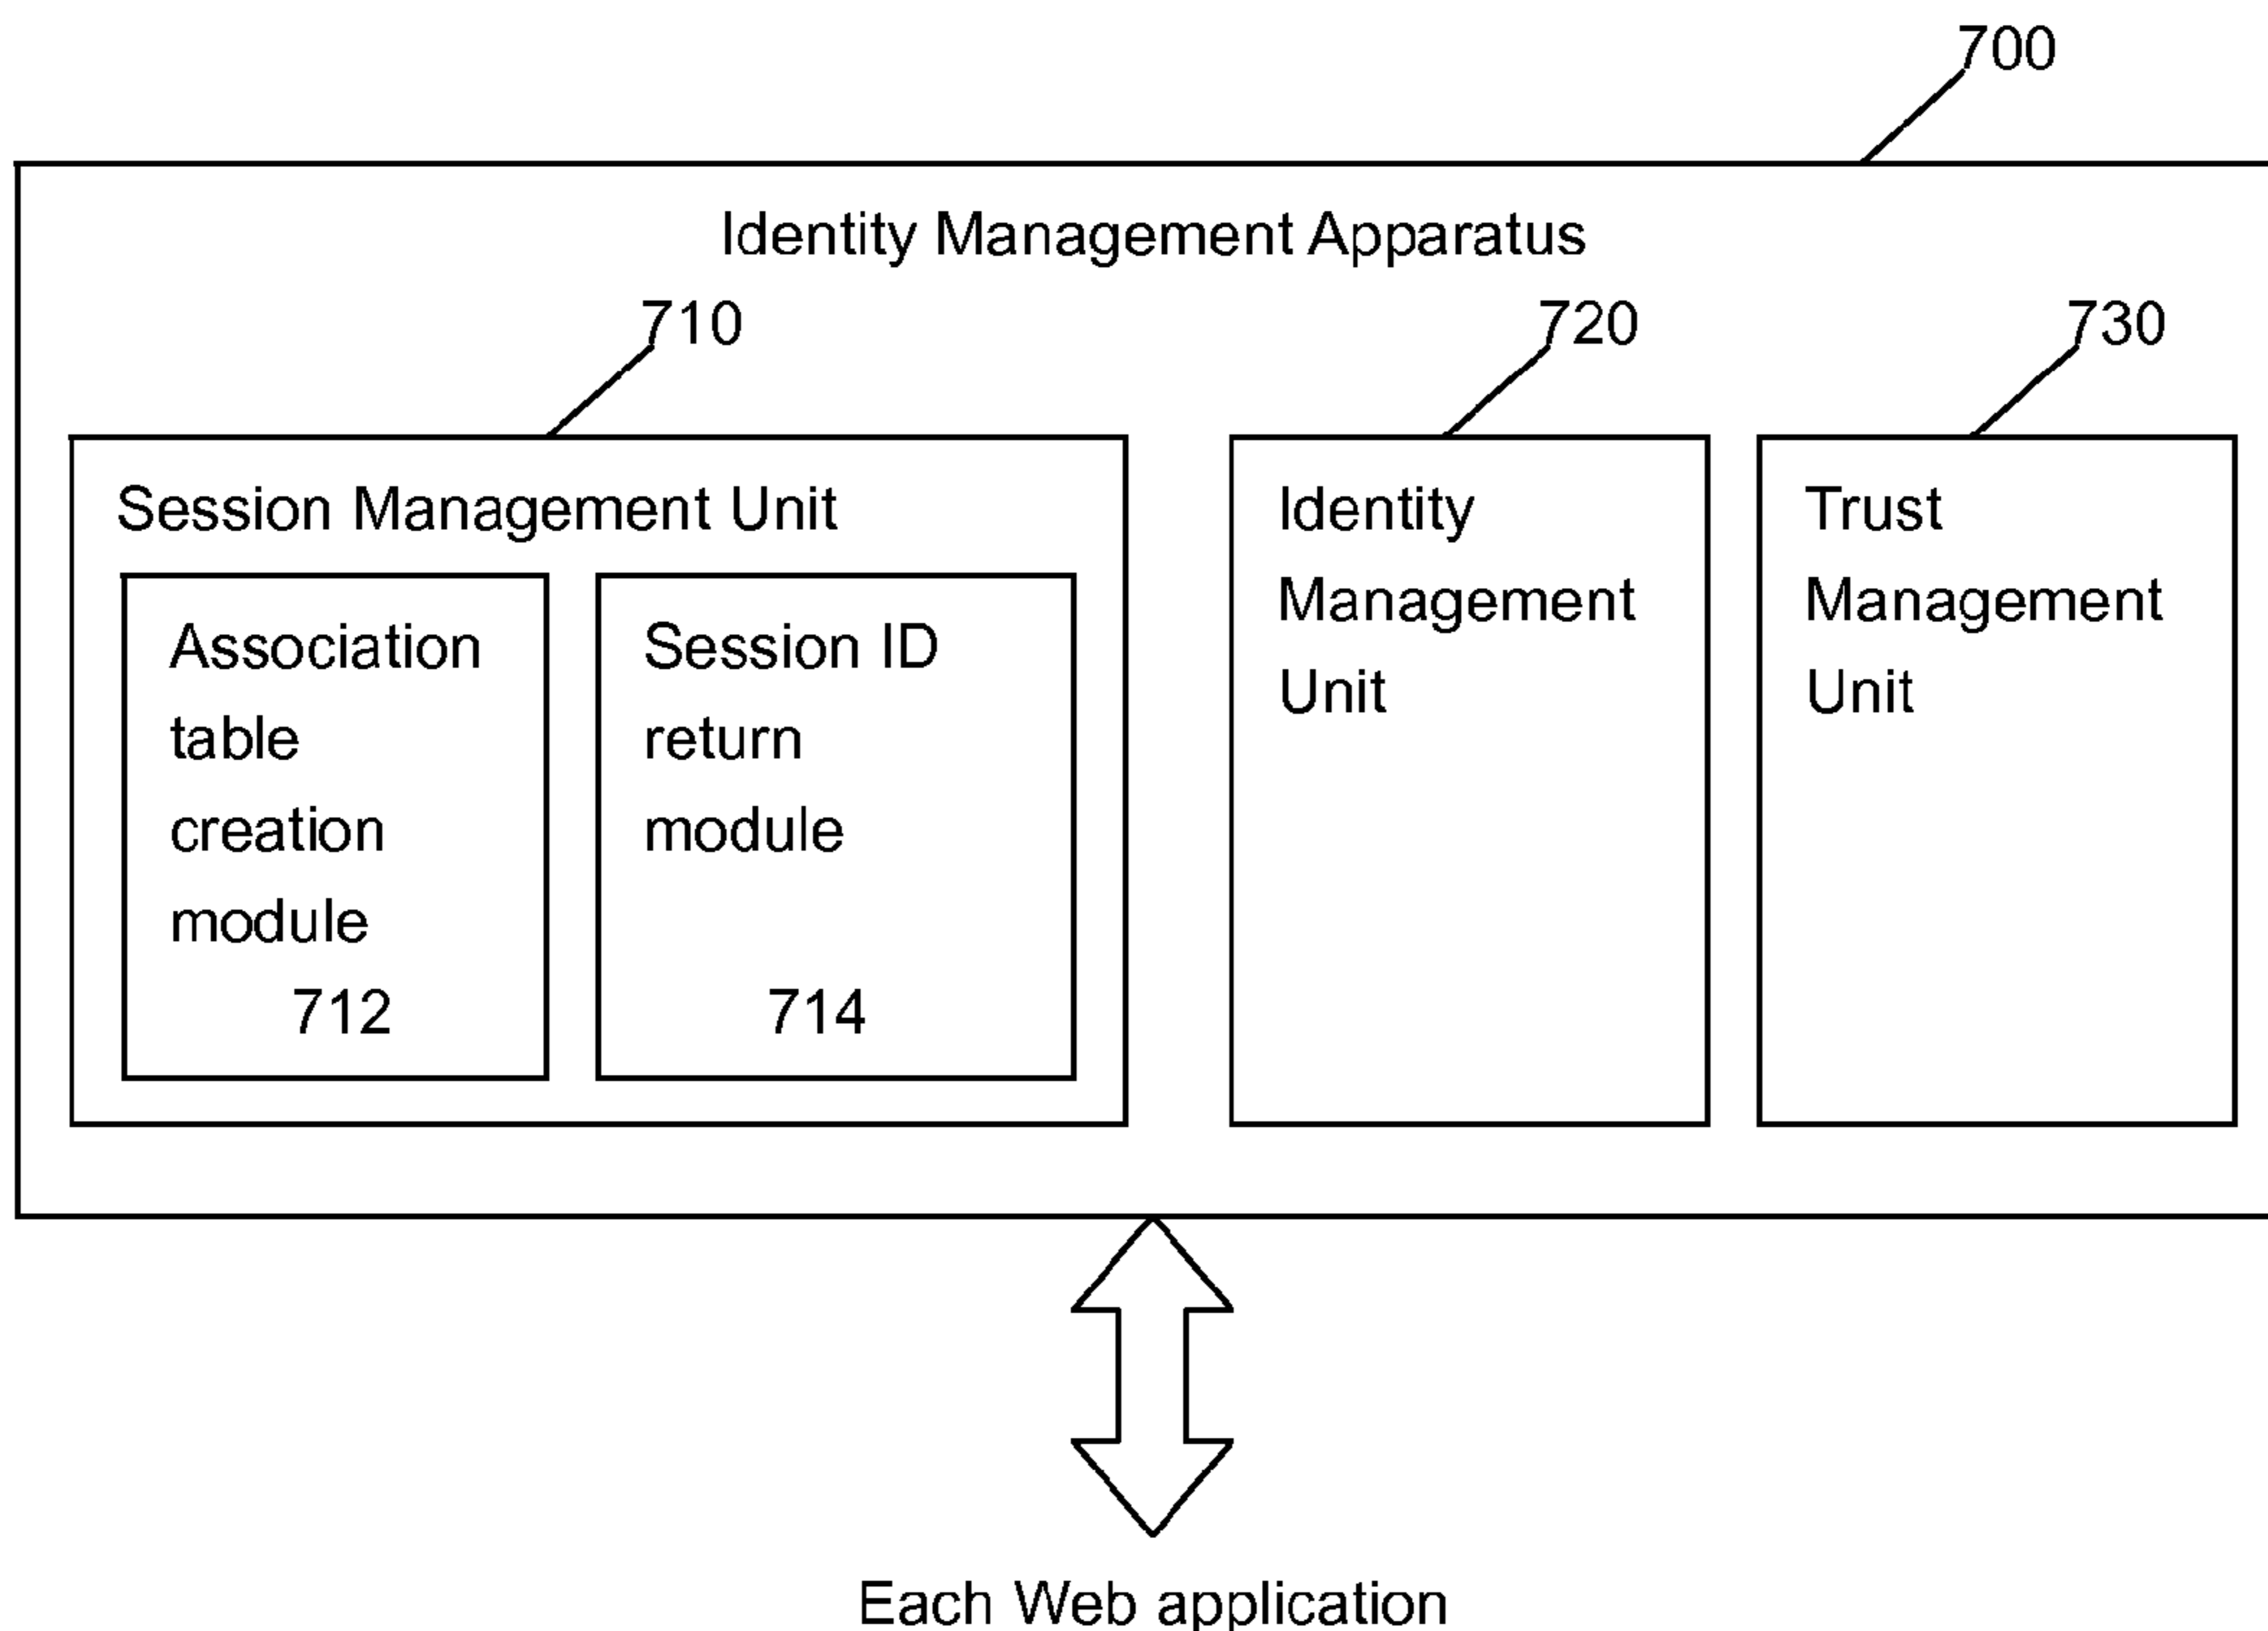 700
Identity Management Apparatus
710
720
730
Session Management Unit
Association
table
creation
module
712
Session ID
return
module
714
Identity
Management
Unit
Trust
Management
Unit
Each Web application